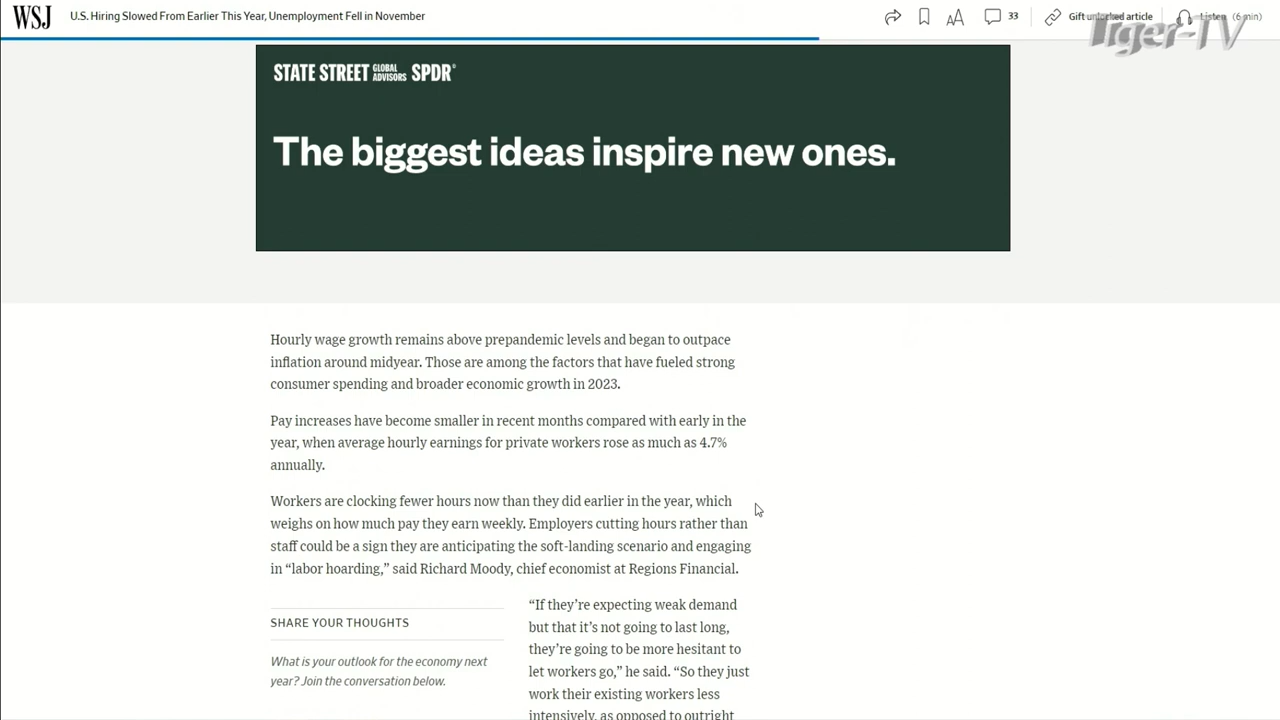 WSJ U.S. Hiring Slowed From Earlier This Year, Unemployment Fell in November 33 Gift unlocked article Listen (6 min)
Tiger-TV
STATE STREET GLOBAL ADVISORS SPDR®
The biggest ideas inspire new ones.
Hourly wage growth remains above prepandemic levels and began to outpace
inflation around midyear. Those are among the factors that have fueled strong
consumer spending and broader economic growth in 2023.
Pay increases have become smaller in recent months compared with early in the
year, when average hourly earnings for private workers rose as much as 4.7%
annually.
Workers are clocking fewer hours now than they did earlier in the year, which
weighs on how much pay they earn weekly. Employers cutting hours rather than
staff could be a sign they are anticipating the soft-landing scenario and engaging
in “labor hoarding,” said Richard Moody, chief economist at Regions Financial.
SHARE YOUR THOUGHTS
What is your outlook for the economy next
year? Join the conversation below.
“If they’re expecting weak demand
but that it’s not going to last long,
they’re going to be more hesitant to
let workers go,” he said. “So they just
work their existing workers less
intensively, as opposed to outright